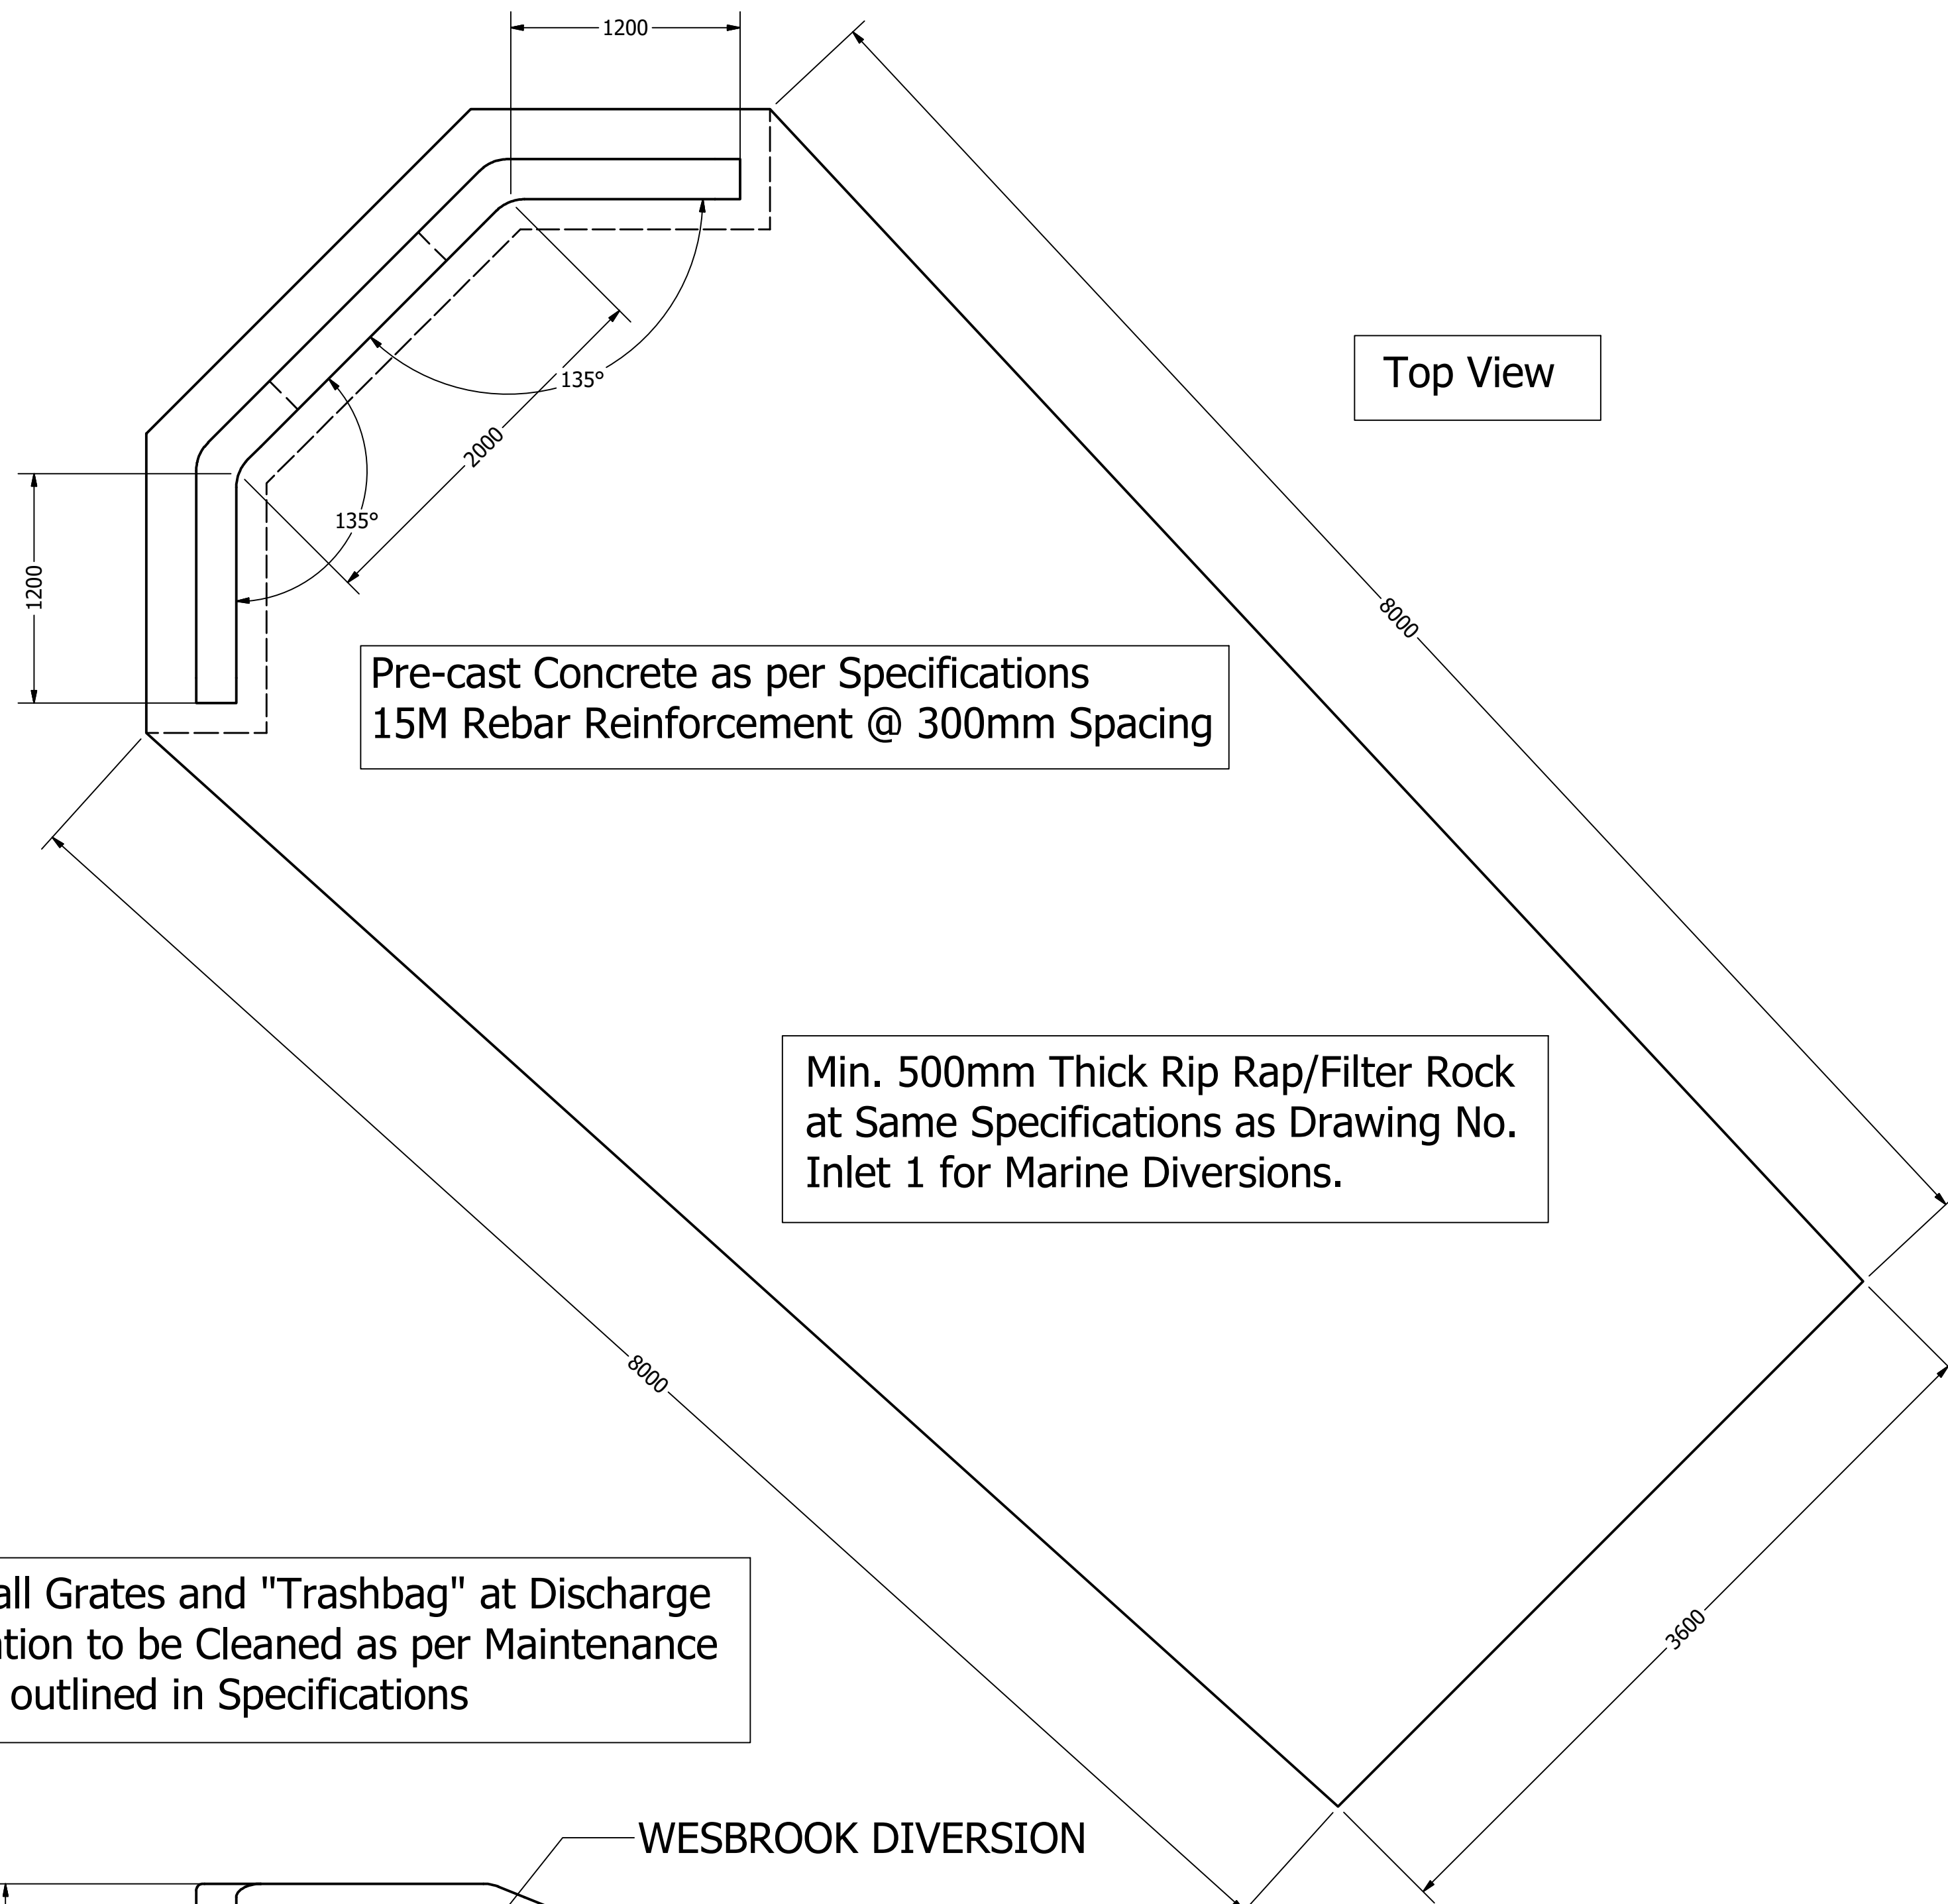 1200
Top View
135°
2000
135°
1200
8000
Pre-cast Concrete as per Specifications
15M Rebar Reinforcement @ 300mm Spacing
Min. 500mm Thick Rip Rap/Filter Rock
at Same Specifications as Drawing No.
Inlet 1 for Marine Diversions.
8000
3600
Grates and "Trashbag" at Discharge
to be Cleaned as per Maintenance
outlined in Specifications
WESBROOK DIVERSION